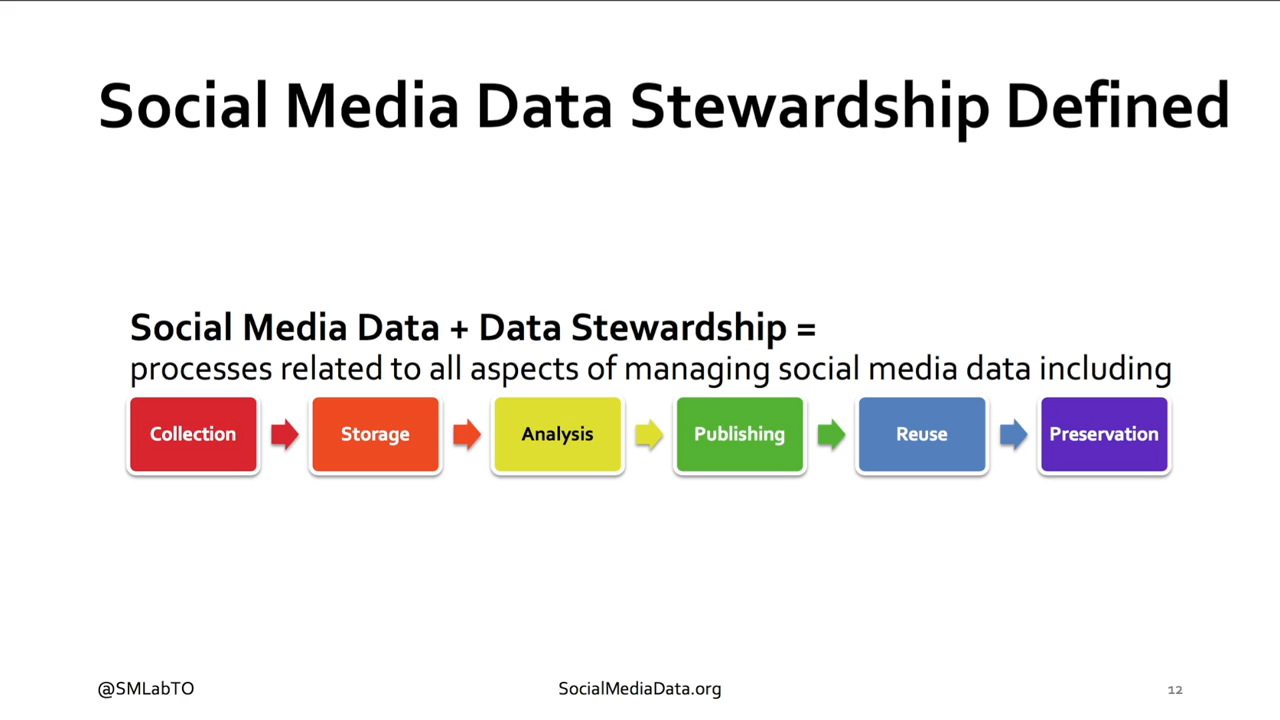 Social Media Data Stewardship Defined
Social Media Data + Data Stewardship =
processes related to all aspects of managing social media data including
Collection
Storage
Analysis
Publishing
Reuse
Preservation
@SMLabTO
SocialMediaData.org
12